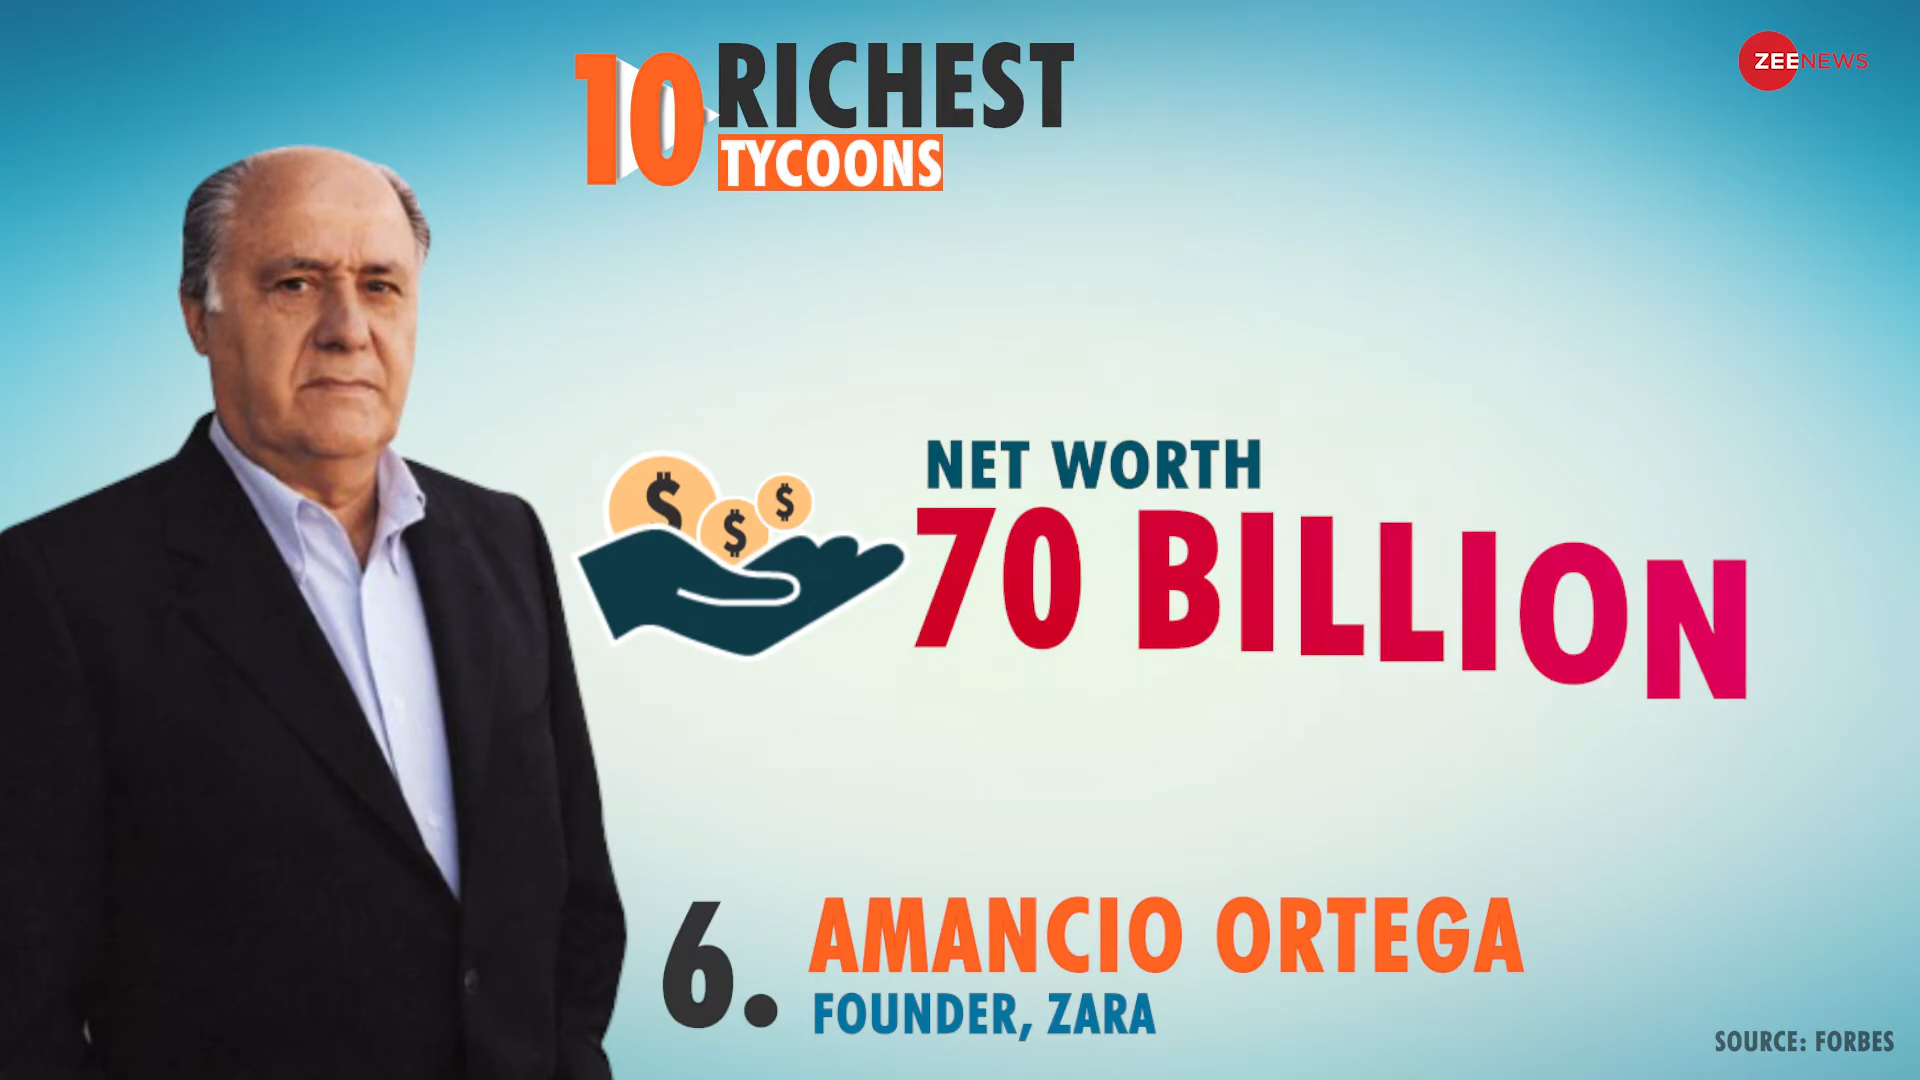 10 RICHEST
TYCOONS
ZEENEWS
NET WORTH
$ $ $
70 BILLION
6. AMANCIO ORTEGA
FOUNDER, ZARA
SOURCE: FORBES